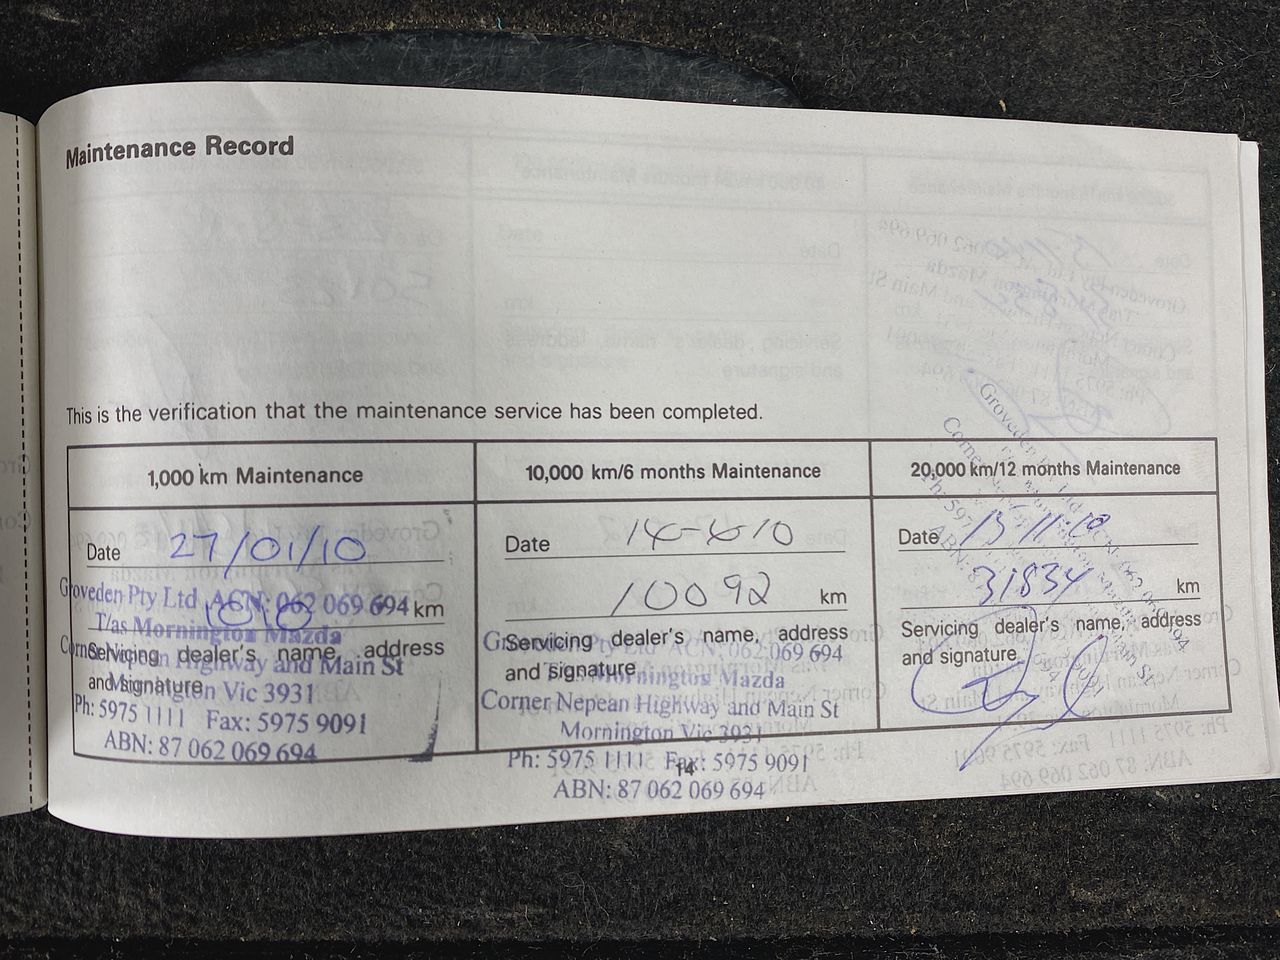 Maintenance Record
This is the verification that the maintenance service has been completed.
1,000 km Maintenance
Date 27/01/10
1010 km
Servicing dealer's name, address
and signature
Groveden Pty Ltd ACN: 062 069 694
T/as Mornington Mazda
Corner Nepean Highway and Main St
Mornington Vic 3931
Ph: 5975 1111 Fax: 5975 9091
ABN: 87 062 069 694
10,000 km/6 months Maintenance
Date 14-6-10
10092 km
Servicing dealer's name, address
and signature
Groveden Pty Ltd ACN: 062 069 694
T/as Mornington Mazda
Corner Nepean Highway and Main St
Mornington Vic 3931
Ph: 5975 1111 Fax: 5975 9091
ABN: 87 062 069 694
20,000 km/12 months Maintenance
Date 15/11/10
31834 km
Servicing dealer's name, address
and signature
14